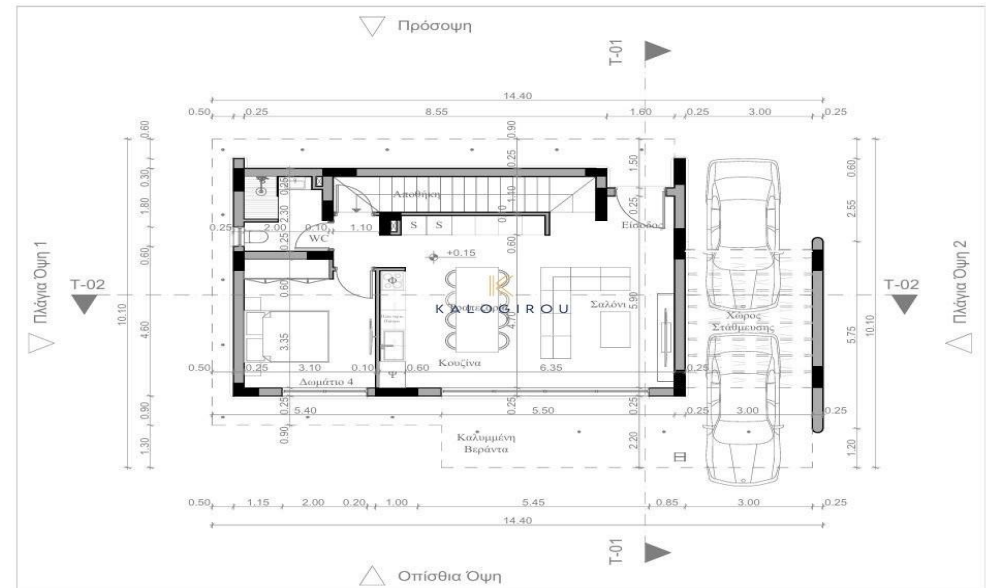 Πρόσοψη
T-01
14.40
0.50 0.25 8.55 1.60 0.25 3.00 0.25
0.60
0.90
0.30
0.25
1.50
0.60
Αποθήκη
1.10
1.80
0.25
2.30
0.25
Είσοδος
2.55
0.25 2.00 0.10 1.10
WC
S S
0.60
0.25
0.60
+0.15
Πλάγια Όψη 1
T-02
0.60
KALOGIROU
Σαλόνι
5.90
T-02
Πλάγια Όψη 2
10.10
4.60
3.35
Χώρος
Στάθμευσης
5.75
10.10
Κουζίνα
0.25 3.10 0.10 0.60 6.35
Δωμάτιο 4
0.25
0.25
0.25
5.40 5.50 0.25 3.00 0.25
0.90
0.90
1.30
Καλυμμένη
Βεράντα
2.20
1.20
0.50 1.15 2.00 0.20 1.00 5.45 0.85 3.00 0.25
14.40
T-01
Οπίσθια Όψη